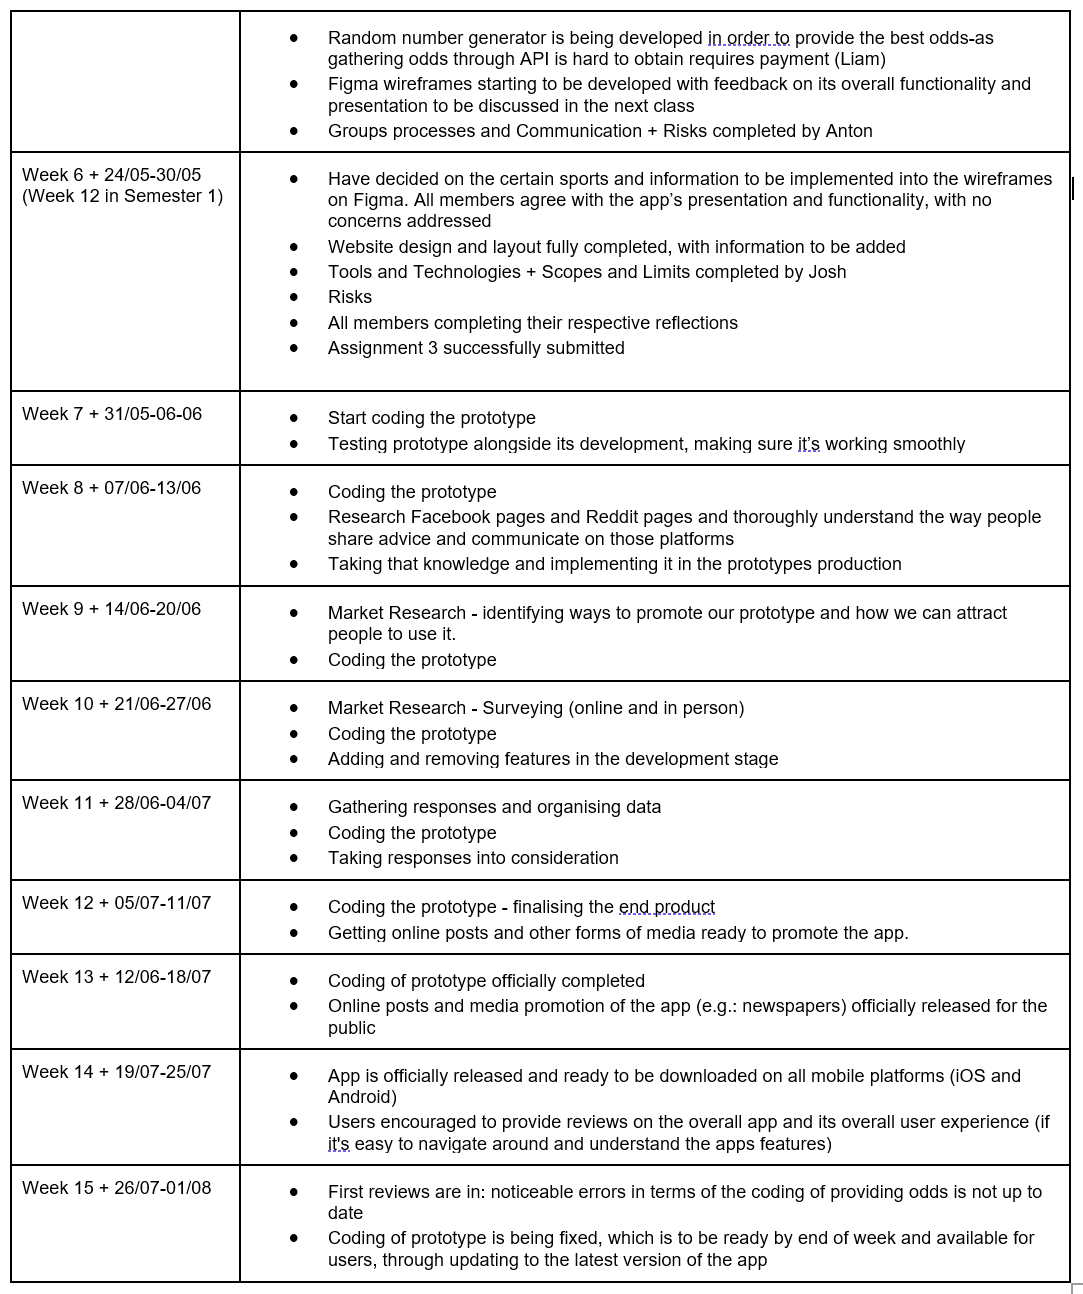 Random number generator is being developed in order to provide the best odds-as
gathering odds through API is hard to obtain requires payment (Liam)
Figma wireframes starting to be developed with feedback on its overall functionality and
presentation to be discussed in the next class
Groups processes and Communication + Risks completed by Anton
Week 6 + 24/05-30/05
(Week 12 in Semester 1)
Have decided on the certain sports and information to be implemented into the wireframes
on Figma. All members agree with the app’s presentation and functionality, with no
concerns addressed
Website design and layout fully completed, with information to be added
Tools and Technologies + Scopes and Limits completed by Josh
Risks
All members completing their respective reflections
Assignment 3 successfully submitted
Week 7 + 31/05-06-06
Start coding the prototype
Testing prototype alongside its development, making sure it’s working smoothly
Week 8 + 07/06-13/06
Coding the prototype
Research Facebook pages and Reddit pages and thoroughly understand the way people
share advice and communicate on those platforms
Taking that knowledge and implementing it in the prototypes production
Week 9 + 14/06-20/06
Market Research - identifying ways to promote our prototype and how we can attract
people to use it.
Coding the prototype
Week 10 + 21/06-27/06
Market Research - Surveying (online and in person)
Coding the prototype
Adding and removing features in the development stage
Week 11 + 28/06-04/07
Gathering responses and organising data
Coding the prototype
Taking responses into consideration
Week 12 + 05/07-11/07
Coding the prototype - finalising the end product
Getting online posts and other forms of media ready to promote the app.
Week 13 + 12/06-18/07
Coding of prototype officially completed
Online posts and media promotion of the app (e.g.: newspapers) officially released for the
public
Week 14 + 19/07-25/07
App is officially released and ready to be downloaded on all mobile platforms (iOS and
Android)
Users encouraged to provide reviews on the overall app and its overall user experience (if
it's easy to navigate around and understand the apps features)
Week 15 + 26/07-01/08
First reviews are in: noticeable errors in terms of the coding of providing odds is not up to
date
Coding of prototype is being fixed, which is to be ready by end of week and available for
users, through updating to the latest version of the app